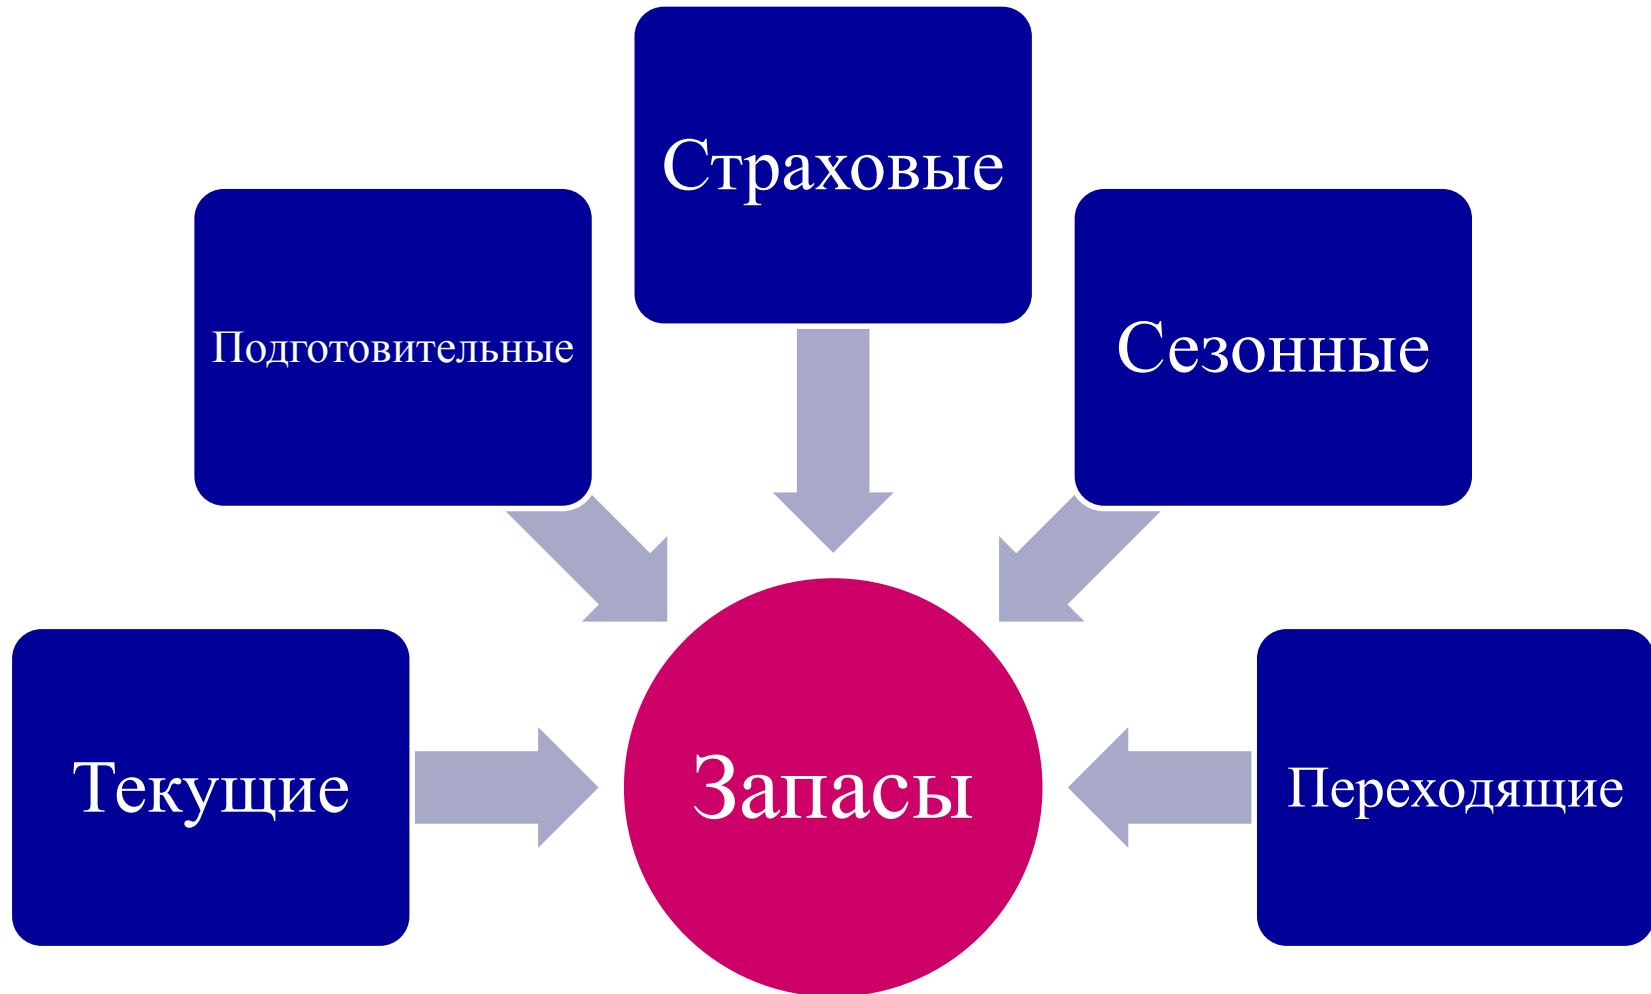 Страховые
Подготовительные
Сезонные
Текущие
Запасы
Переходящие